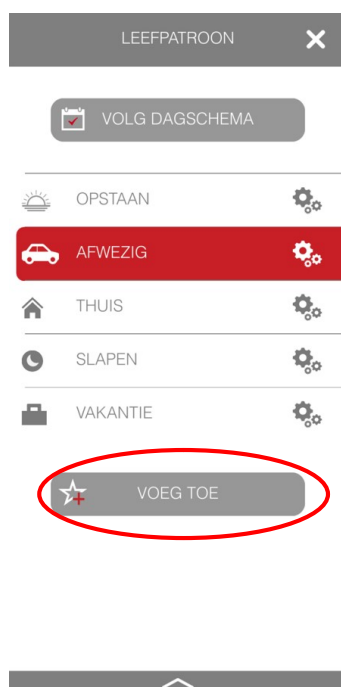 LEEFPATROON
VOLG DAGSCHEMA
OPSTAAN
AFWEZIG
THUIS
SLAPEN
VAKANTIE
VOEG TOE